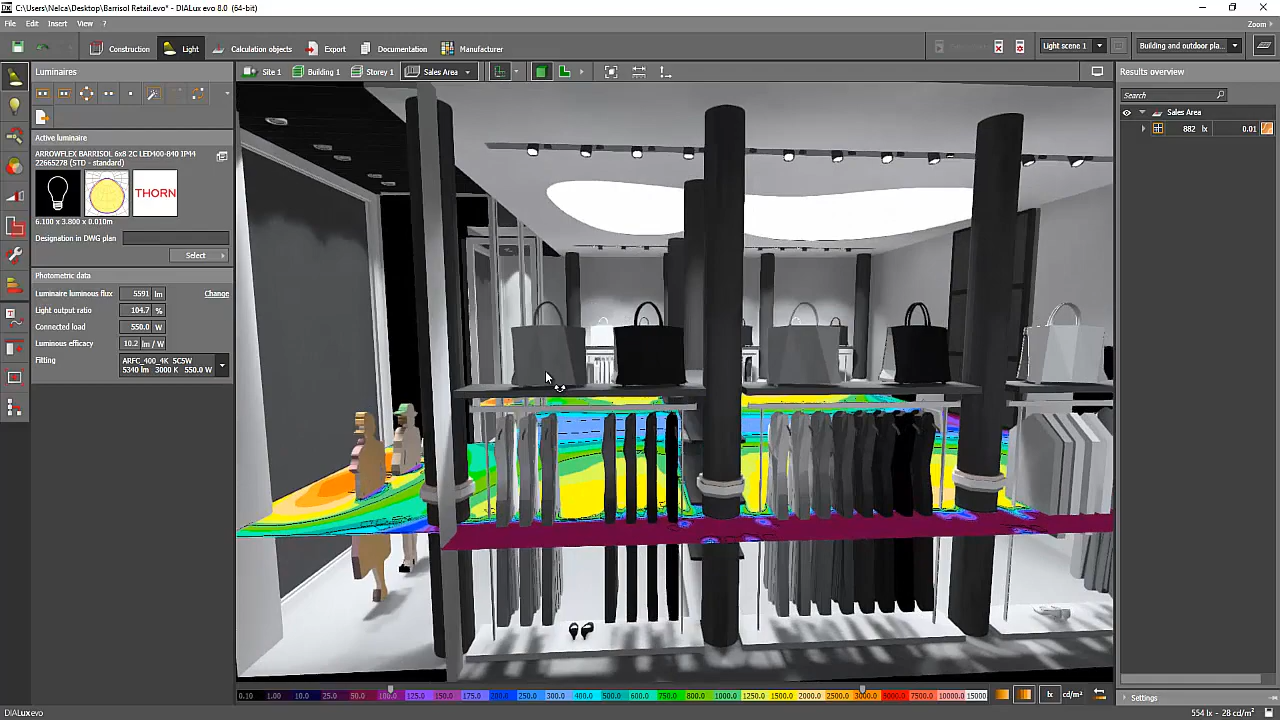 C:\Users\Nelca\Desktop\Barrisol Retail.evo* - DIALux evo 8.0 (64-bit)
File Edit Insert View ? Zoom
Construction Light Calculation objects Export Documentation Manufacturer Light scene 1 Building and outdoor pla...
Luminaires Site 1 Building 1 Storey 1 Sales Area Results overview
Search
Active luminaire
Sales Area
882 lx 0.01
ARROWFLEX BARRISOL 6x8 2C LED400-840 IP44
22665278 (STD - standard)
THORN
6.100 x 3.800 x 0.010m
Designation in DWG plan
Select
Photometric data
Luminaire luminous flux 5591 lm Change
Light output ratio 104.7 %
Connected load 550.0 W
Luminous efficacy 10.2 lm / W
Fitting ARFC_400_4K SC5W
5340 lm 3000 K 550.0 W
0.10 1.00 10.0 25.0 50.0 100.0 125.0 150.0 175.0 200.0 250.0 300.0 400.0 500.0 600.0 750.0 1000.0 1250.0 1500.0 2000.0 2500.0 3000.0 5000.0 7500.0 10000.0 15000 lx cd/m²
Settings
DIALuxevo 554 lx - 28 cd/m²